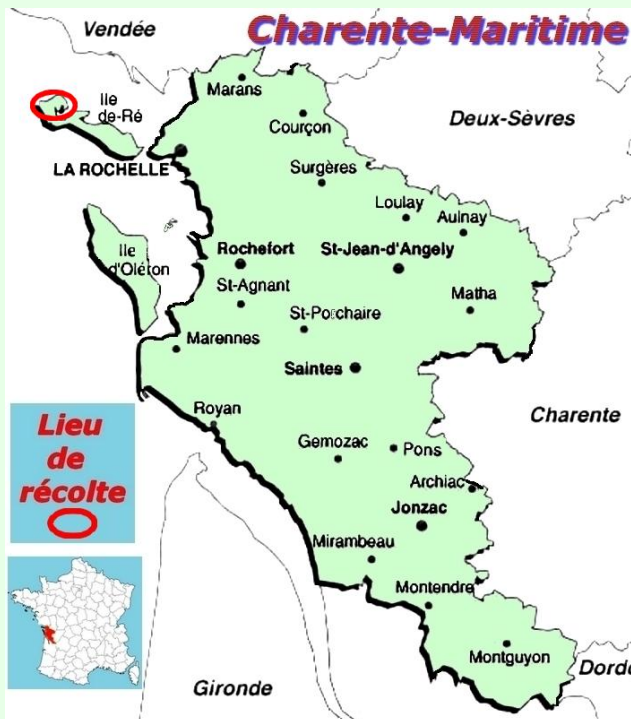 Vendée
Charente-Maritime
Marans
Ile
de-Ré
Courçon
Deux-Sèvres
LA ROCHELLE
Surgères
Loulay
Aulnay
Ile
d'Oléron
Rochefort
St-Jean-d'Angely
St-Agnant
Matha
St-Porchaire
Marennes
Saintes
Royan
Charente
Lieu
de
récolte
Gemozac
Pons
Archiac
Jonzac
Mirambeau
Montendre
Montguyon
Dord
Gironde